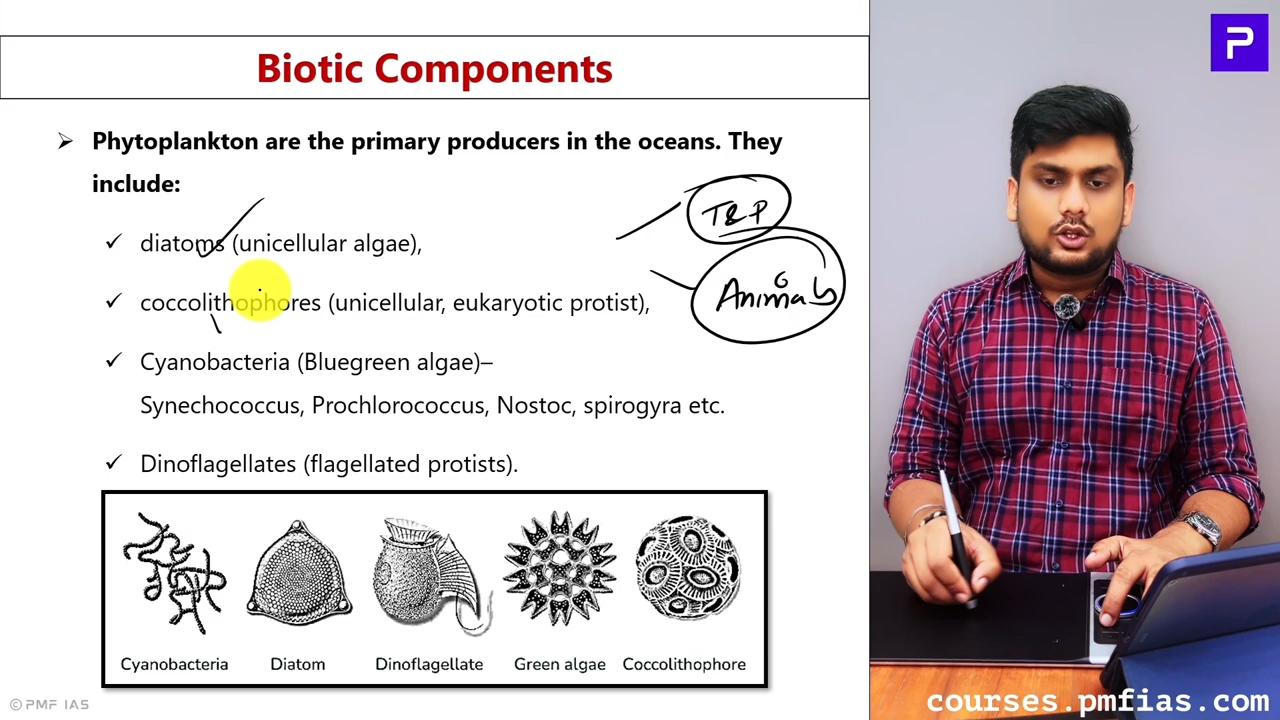 Biotic Components
➢ Phytoplankton are the primary producers in the oceans. They
include:
✓ diatoms (unicellular algae),
✓ coccolithophores (unicellular, eukaryotic protist),
✓ Cyanobacteria (Bluegreen algae)–
Synechococcus, Prochlorococcus, Nostoc, spirogyra etc.
✓ Dinoflagellates (flagellated protists).
T&P
Animals
Cyanobacteria Diatom Dinoflagellate Green algae Coccolithophore
© PMF IAS
P
courses.pmfias.com